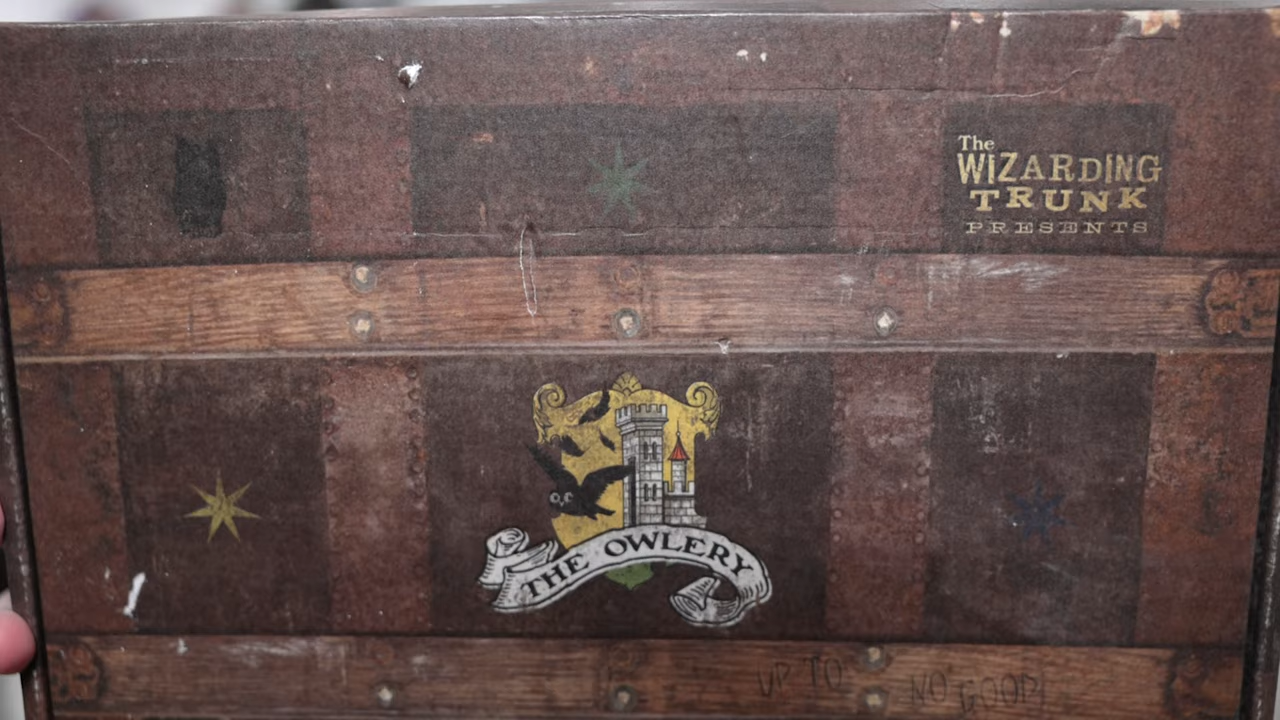 The
WIZARDING
TRUNK
PRESENTS
THE OWLERY
UP TO NO GOOD